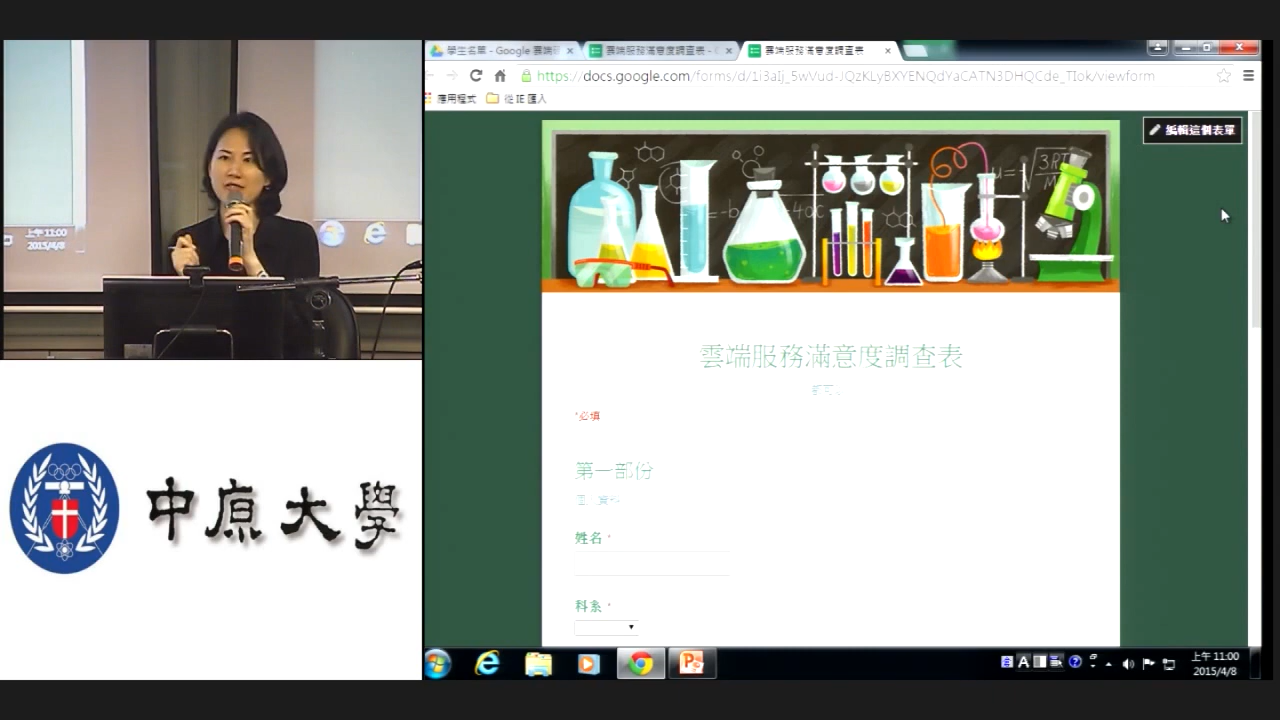 上午 11:00
2015/4/8
中原大學
學生名單 - Google 雲端
雲端服務滿意度調查表 -
雲端服務滿意度調查表
https://docs.google.com/forms/d/1i3aIj_5wVud-JQzKLyBXYENQdYaCATN3DHQCde_TIok/viewform
應用程式
從 IE 匯入
編輯這個表單
雲端服務滿意度調查表
*必填
第一部份
姓名 *
科系 *
上午 11:00
2015/4/8